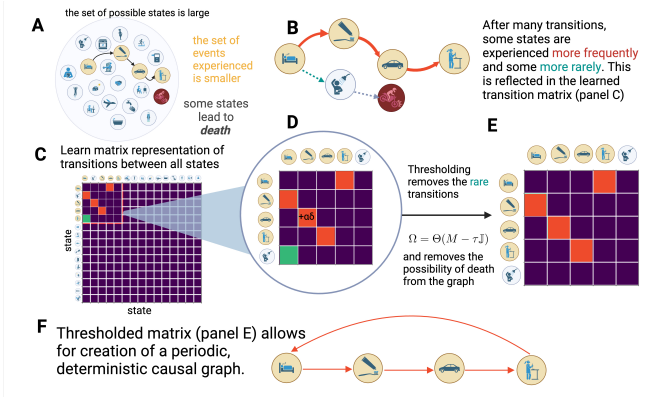 the set of possible states is large
A
the set of
events
experienced
is smaller
some states
lead to
death
B
After many transitions,
some states are
experienced more frequently
and some more rarely. This
is reflected in the learned
transition matrix (panel C)
C
Learn matrix representation of
transitions between all states
state
state
D
+αδ
Thresholding
removes the rare
transitions
Ω = Θ(M − τ𝕁)
and removes the
possibility of death
from the graph
E
F
Thresholded matrix (panel E) allows
for creation of a periodic,
deterministic causal graph.